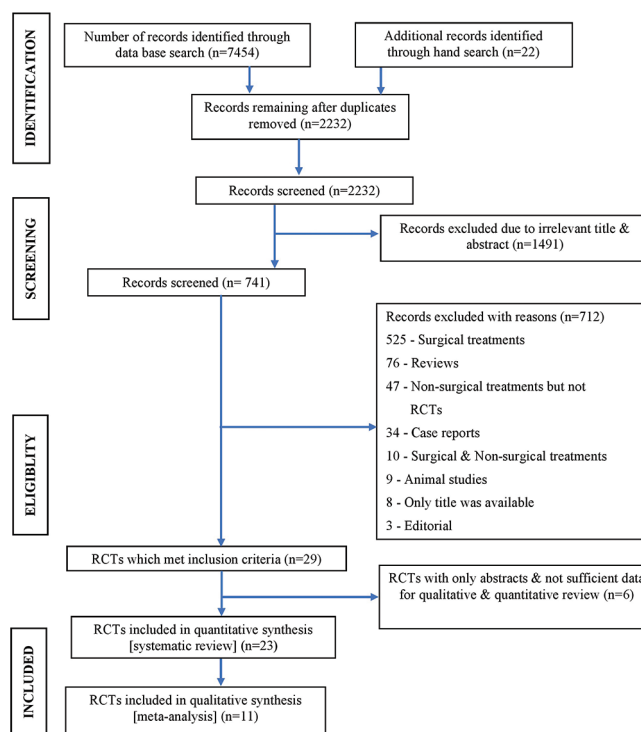 IDENTIFICATION
Number of records identified through
data base search (n=7454)
Additional records identified
through hand search (n=22)
Records remaining after duplicates
removed (n=2232)
Records screened (n=2232)
SCREENING
Records excluded due to irrelevant title &
abstract (n=1491)
Records screened (n= 741)
Records excluded with reasons (n=712)
525 - Surgical treatments
76 - Reviews
47 - Non-surgical treatments but not
RCTs
34 - Case reports
10 - Surgical & Non-surgical treatments
9 - Animal studies
8 - Only title was available
3 - Editorial
ELIGIBLITY
RCTs which met inclusion criteria (n=29)
RCTs with only abstracts & not sufficient data
for qualitative & quantitative review (n=6)
INCLUDED
RCTs included in quantitative synthesis
[systematic review] (n=23)
RCTs included in qualitative synthesis
[meta-analysis] (n=11)